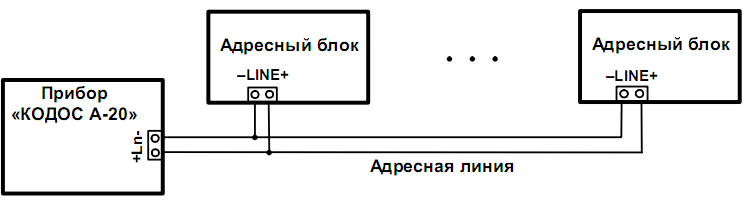 Адресный блок
–LINE+
. . .
Адресный блок
–LINE+
Прибор
«КОДОС А-20»
+Ln-
Адресная линия